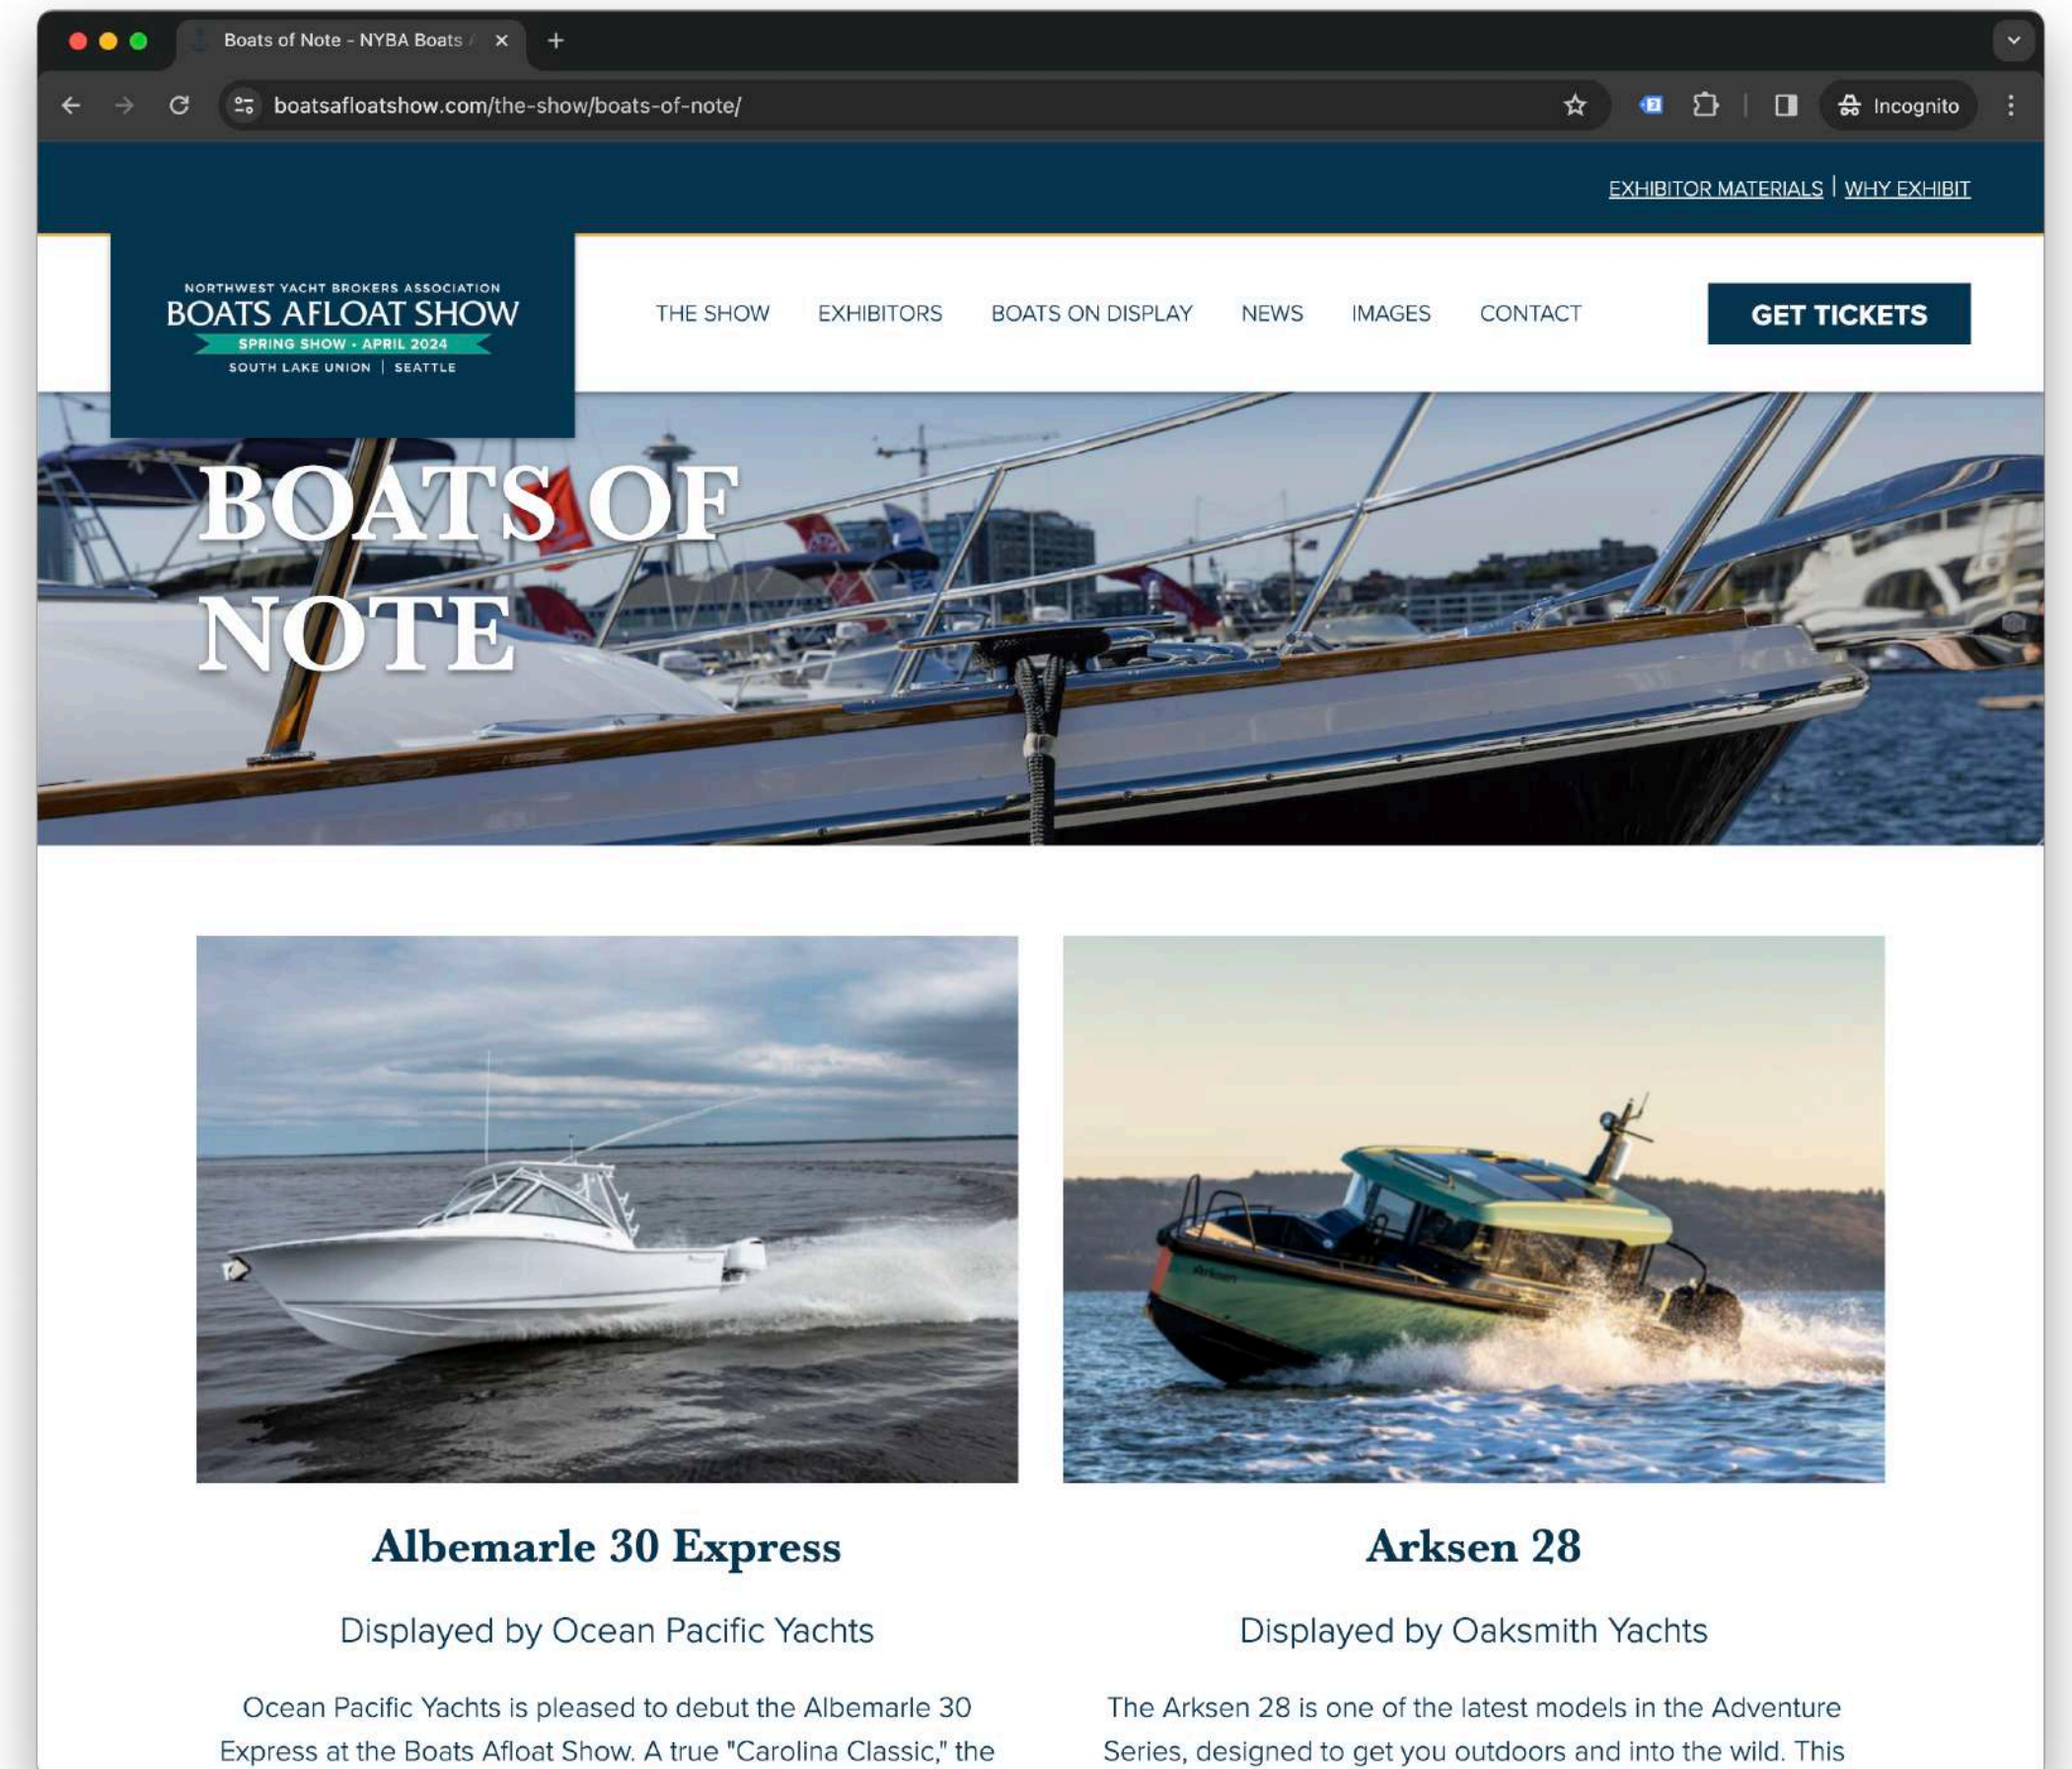 Boats of Note - NYBA Boats
boatsafloatshow.com/the-show/boats-of-note/
Incognito
EXHIBITOR MATERIALS | WHY EXHIBIT
NORTHWEST YACHT BROKERS ASSOCIATION
BOATS AFLOAT SHOW
SPRING SHOW • APRIL 2024
SOUTH LAKE UNION | SEATTLE
THE SHOW EXHIBITORS BOATS ON DISPLAY NEWS IMAGES CONTACT
GET TICKETS
BOATS OF
NOTE
Arksen
Albemarle 30 Express
Displayed by Ocean Pacific Yachts
Ocean Pacific Yachts is pleased to debut the Albemarle 30
Express at the Boats Afloat Show. A true "Carolina Classic," the
Arksen 28
Displayed by Oaksmith Yachts
The Arksen 28 is one of the latest models in the Adventure
Series, designed to get you outdoors and into the wild. This